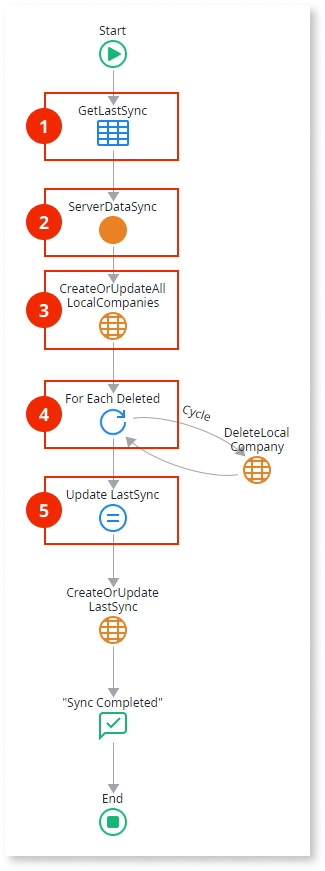 Start
1
GetLastSync
2
ServerDataSync
3
CreateOrUpdateAll
LocalCompanies
4
For Each Deleted
Cycle
DeleteLocal
Company
5
Update LastSync
CreateOrUpdate
LastSync
"Sync Completed"
End